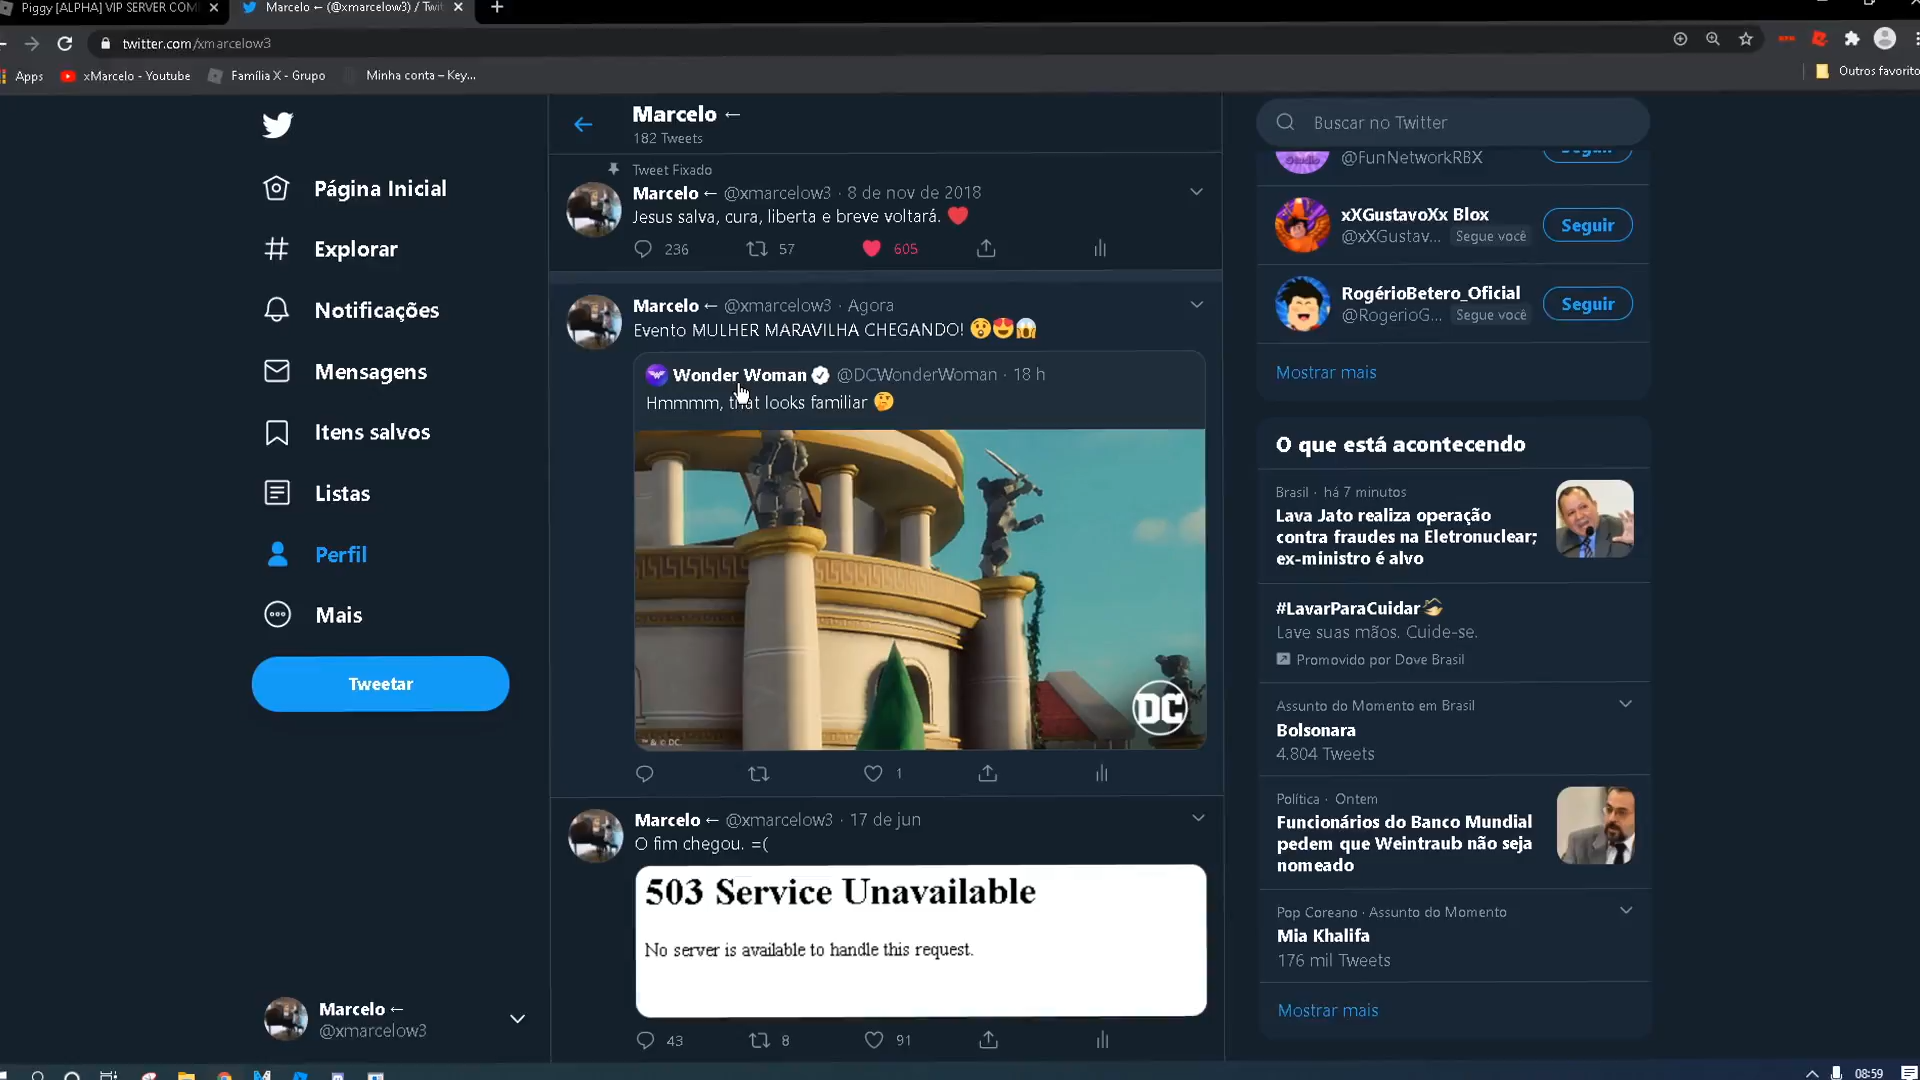 Piggy [ALPHA] VIP SERVER COM
Marcelo ← (@xmarcelow3) / Twi
twitter.com/xmarcelow3
Apps
xMarcelo - Youtube
Família X - Grupo
Minha conta – Key...
Outros favorito
Página Inicial
Explorar
Notificações
Mensagens
Itens salvos
Listas
Perfil
Mais
Tweetar
Marcelo ←
@xmarcelow3
Marcelo ←
182 Tweets
Tweet Fixado
Marcelo ← @xmarcelow3 · 8 de nov de 2018
Jesus salva, cura, liberta e breve voltará. ❤️
236 57 605
Marcelo ← @xmarcelow3 · Agora
Evento MULHER MARAVILHA CHEGANDO! 😲😍😱
Wonder Woman @DCWonderWoman · 18 h
Hmmmm, that looks familiar 🤔
DC
™ & © DC.
1
Marcelo ← @xmarcelow3 · 17 de jun
O fim chegou. =(
503 Service Unavailable
No server is available to handle this request.
43 8 91
Buscar no Twitter
Studio
@FunNetworkRBX
Seguir
xXGustavoXx Blox
@xXGustav... Segue você
Seguir
RogérioBetero_Oficial
@RogerioG... Segue você
Seguir
Mostrar mais
O que está acontecendo
Brasil · há 7 minutos
Lava Jato realiza operação
contra fraudes na Eletronuclear;
ex-ministro é alvo
#LavarParaCuidar
Lave suas mãos. Cuide-se.
Promovido por Dove Brasil
Assunto do Momento em Brasil
Bolsonara
4.804 Tweets
Política · Ontem
Funcionários do Banco Mundial
pedem que Weintraub não seja
nomeado
Pop Coreano · Assunto do Momento
Mia Khalifa
176 mil Tweets
Mostrar mais
08:59